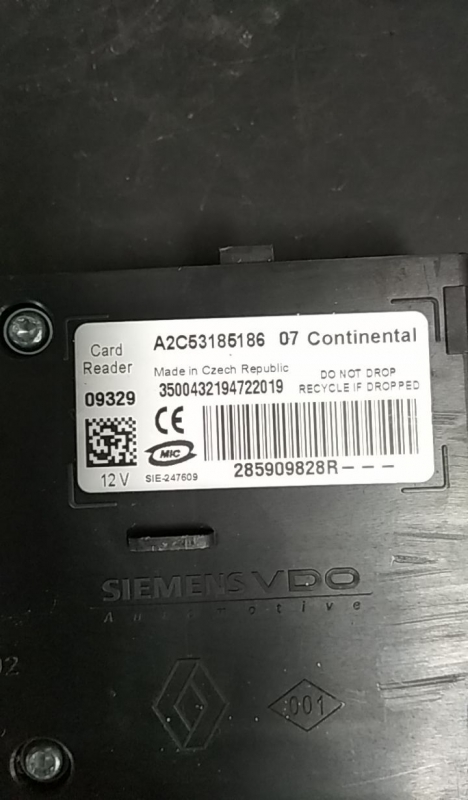 Card
Reader
A2C53185186 07 Continental
Made in Czech Republic
DO NOT DROP
RECYCLE IF DROPPED
09329
3500432194722019
CE
MIC
12 V
SIE-247609
285909828R---
SIEMENS VDO
Automotive
02
001